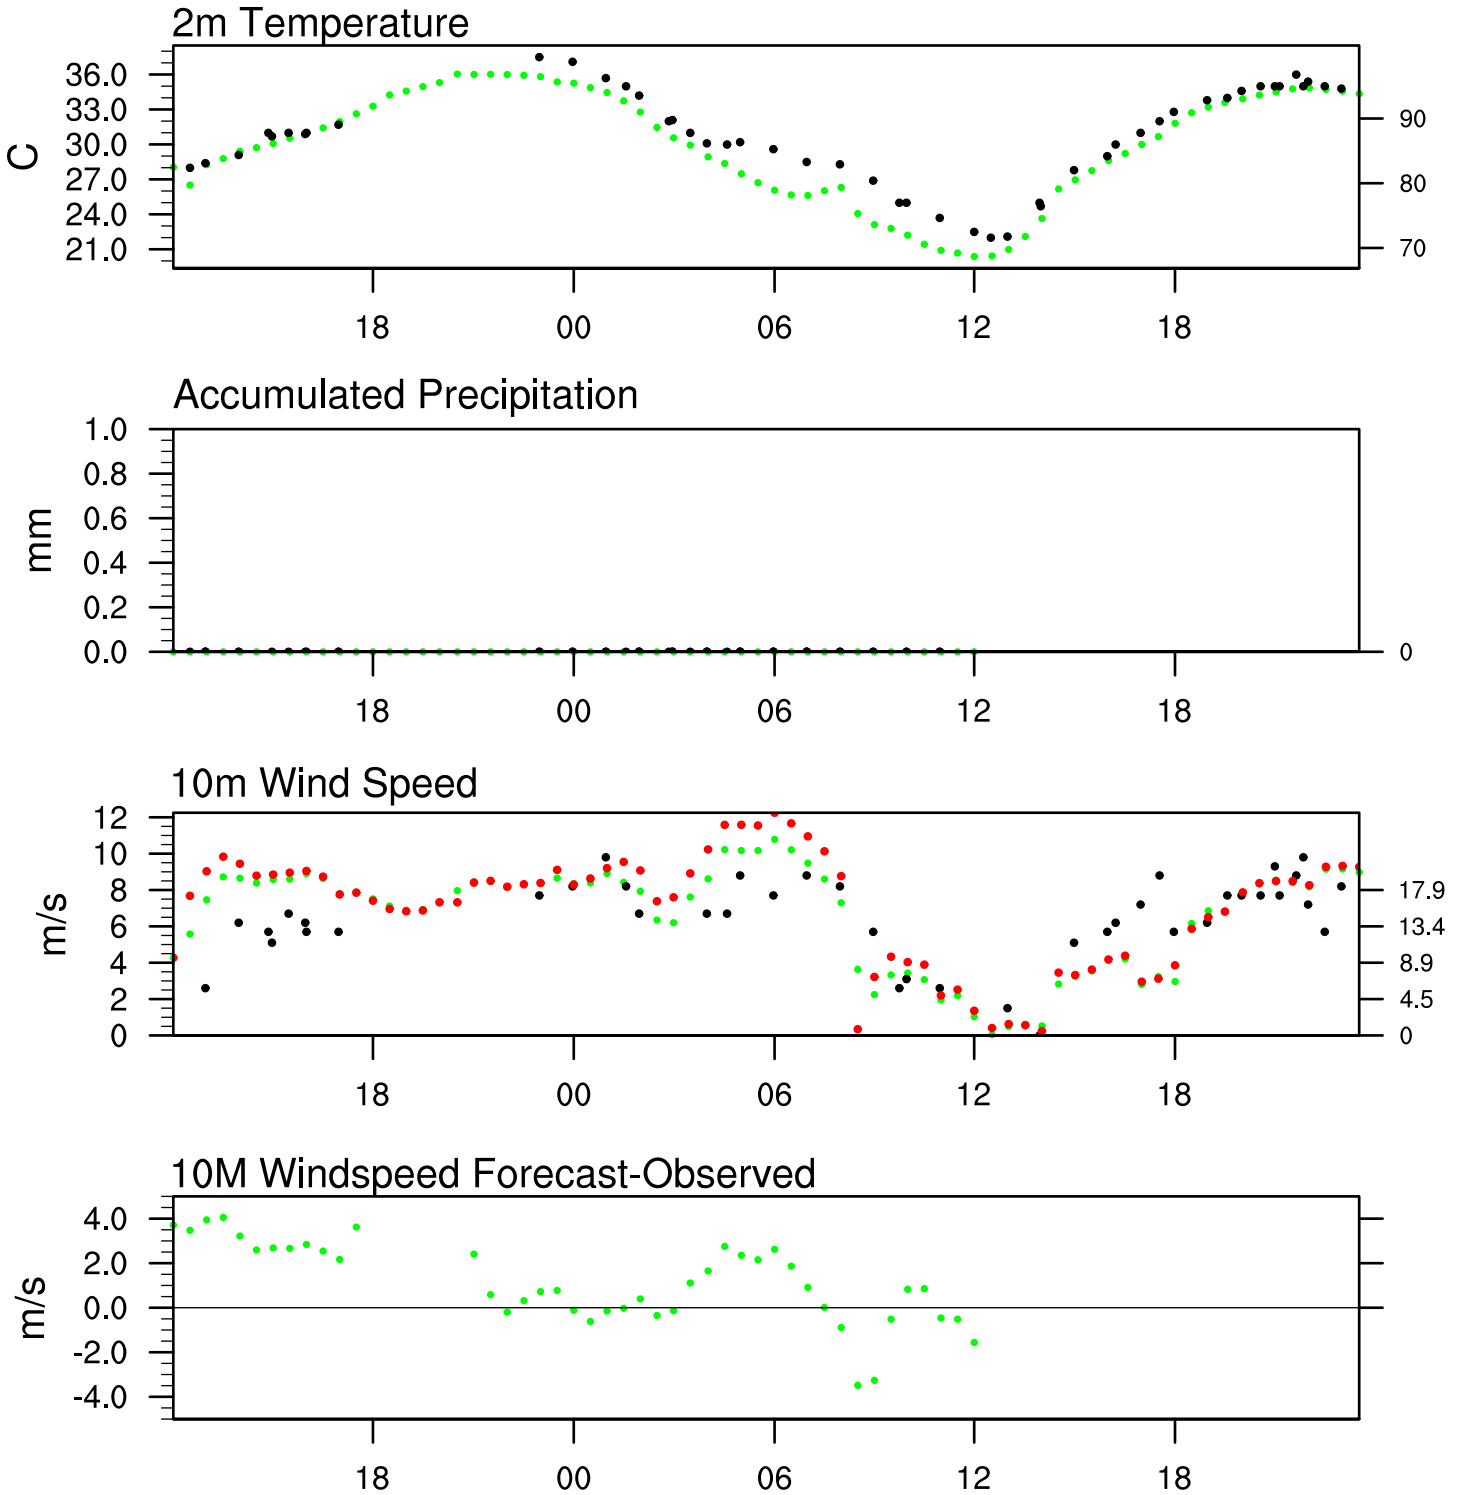 2m Temperature
36.0
33.0
30.0
27.0
24.0
21.0
C
90
80
70
18 00 06 12 18
Accumulated Precipitation
1.0
0.8
0.6
0.4
0.2
0.0
mm
0
18 00 06 12 18
10m Wind Speed
12
10
8
6
4
2
0
m/s
17.9
13.4
8.9
4.5
0
18 00 06 12 18
10M Windspeed Forecast-Observed
4.0
2.0
0.0
-2.0
-4.0
m/s
18 00 06 12 18